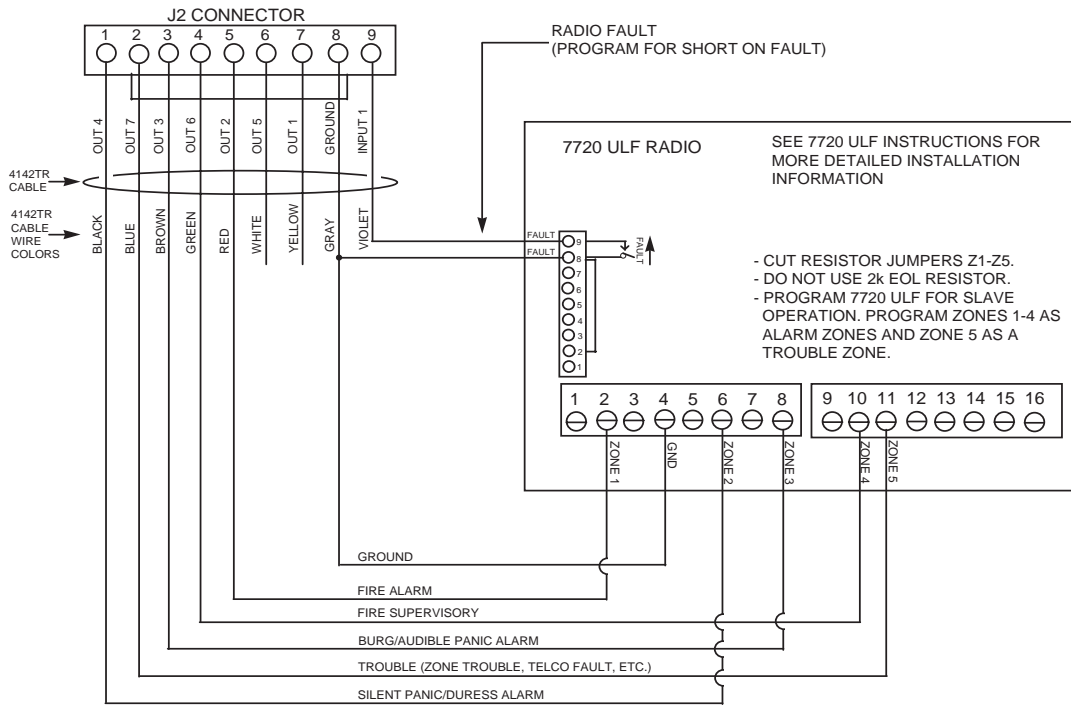 J2 CONNECTOR
1 2 3 4 5 6 7 8 9
OUT 4
OUT 7
OUT 3
OUT 6
OUT 2
OUT 5
OUT 1
GROUND
INPUT 1
4142TR
CABLE
4142TR
CABLE
WIRE
COLORS
BLACK
BLUE
BROWN
GREEN
RED
WHITE
YELLOW
GRAY
VIOLET
RADIO FAULT
(PROGRAM FOR SHORT ON FAULT)
7720 ULF RADIO
SEE 7720 ULF INSTRUCTIONS FOR
MORE DETAILED INSTALLATION
INFORMATION
FAULT
FAULT
9
8
7
6
5
4
3
2
1
FAULT
- CUT RESISTOR JUMPERS Z1-Z5.
- DO NOT USE 2k EOL RESISTOR.
- PROGRAM 7720 ULF FOR SLAVE
OPERATION. PROGRAM ZONES 1-4 AS
ALARM ZONES AND ZONE 5 AS A
TROUBLE ZONE.
1 2 3 4 5 6 7 8
9 10 11 12 13 14 15 16
ZONE 1
GND
ZONE 2
ZONE 3
ZONE 4
ZONE 5
GROUND
FIRE ALARM
FIRE SUPERVISORY
BURG/AUDIBLE PANIC ALARM
TROUBLE (ZONE TROUBLE, TELCO FAULT, ETC.)
SILENT PANIC/DURESS ALARM